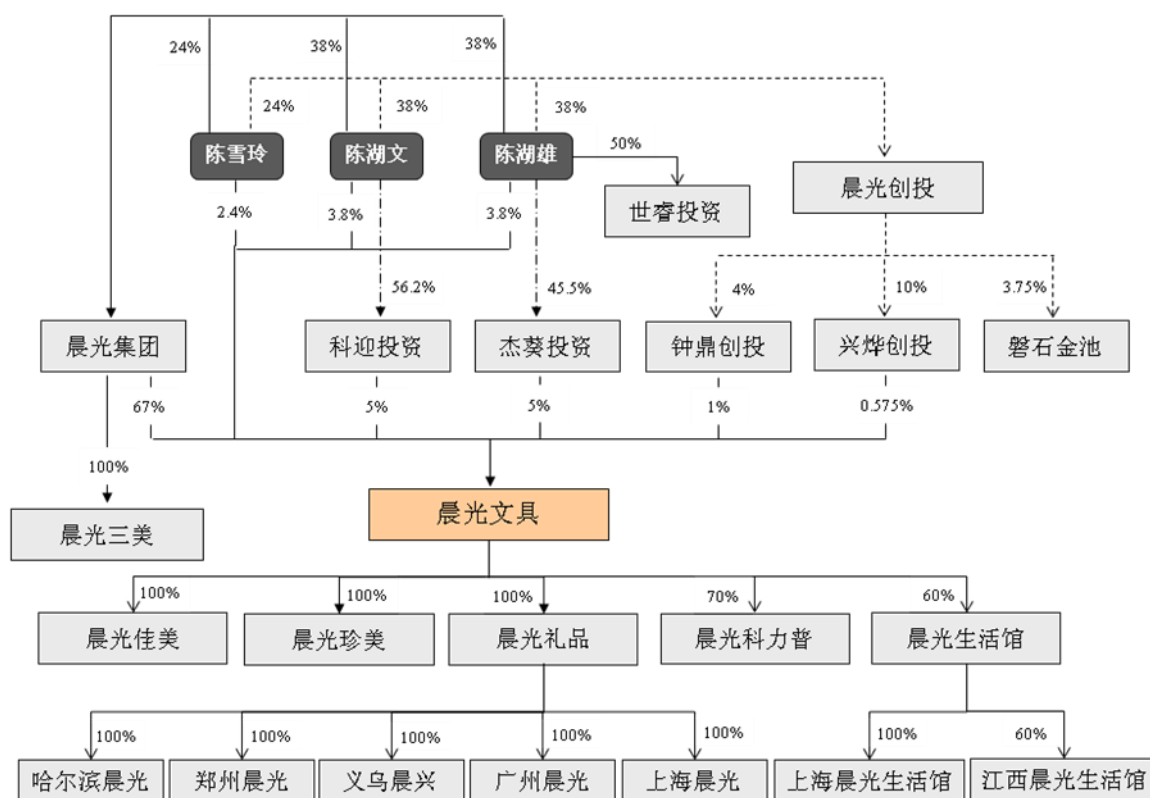 24%
38%
38%
24%
38%
38%
陈雪玲
陈湖文
陈湖雄
50%
晨光创投
世睿投资
2.4%
3.8%
3.8%
56.2%
45.5%
4%
10%
3.75%
晨光集团
科迎投资
杰葵投资
钟鼎创投
兴烨创投
磐石金池
67%
5%
5%
1%
0.575%
100%
晨光三美
晨光文具
100%
100%
100%
70%
60%
晨光佳美
晨光珍美
晨光礼品
晨光科力普
晨光生活馆
100%
100%
100%
100%
100%
100%
60%
哈尔滨晨光
郑州晨光
义乌晨兴
广州晨光
上海晨光
上海晨光生活馆
江西晨光生活馆